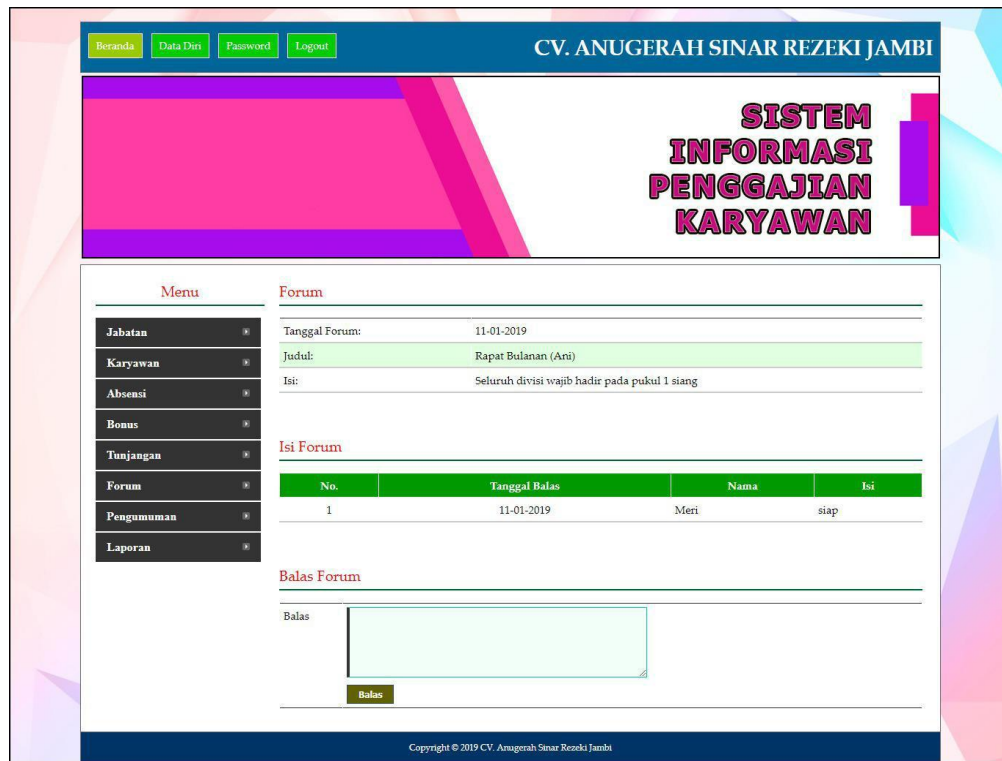 Beranda Data Diri Password Logout CV. ANUGERAH SINAR REZEKI JAMBI
SISTEM
INFORMASI
PENGGAJIAN
KARYAWAN
Menu
Jabatan
Karyawan
Absensi
Bonus
Tunjangan
Forum
Pengumuman
Laporan
Forum
Tanggal Forum: 11-01-2019
Judul: Rapat Bulanan (Ani)
Isi: Seluruh divisi wajib hadir pada pukul 1 siang
Isi Forum
No. Tanggal Balas Nama Isi
1 11-01-2019 Meri siap
Balas Forum
Balas
Balas
Copyright © 2019 CV. Anugerah Sinar Rezeki Jambi